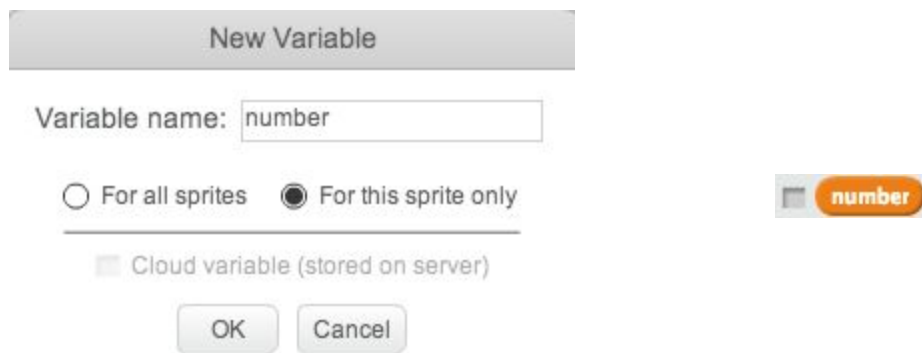 New Variable
Variable name: number
For all sprites For this sprite only
number
Cloud variable (stored on server)
OK Cancel